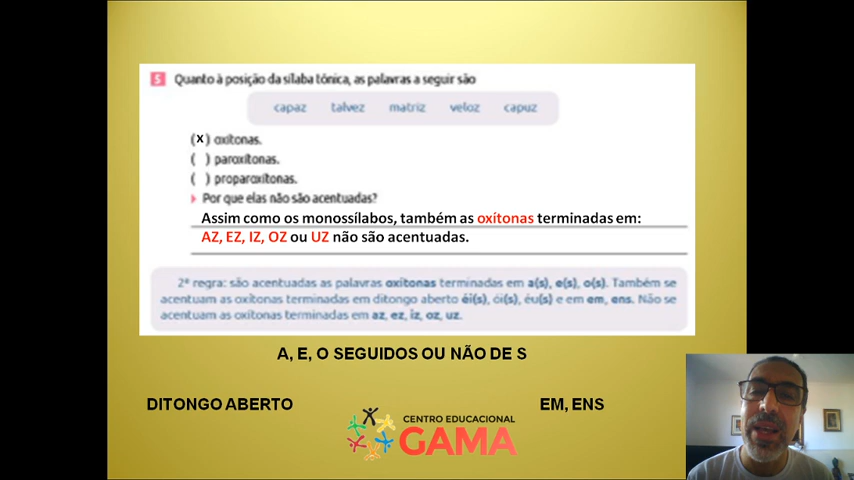 5 Quanto à posição da sílaba tônica, as palavras a seguir são
capaz talvez matriz veloz capuz
(x) oxítonas.
( ) paroxítonas.
( ) proparoxítonas.
Por que elas não são acentuadas?
Assim como os monossílabos, também as oxítonas terminadas em:
AZ, EZ, IZ, OZ ou UZ não são acentuadas.
2ª regra: são acentuadas as palavras oxítonas terminadas em a(s), e(s), o(s). Também se
acentuam as oxítonas terminadas em ditongo aberto éi(s), ói(s), éu(s) e em em, ens. Não se
acentuam as oxítonas terminadas em az, ez, iz, oz, uz.
A, E, O SEGUIDOS OU NÃO DE S
DITONGO ABERTO EM, ENS
CENTRO EDUCACIONAL
GAMA